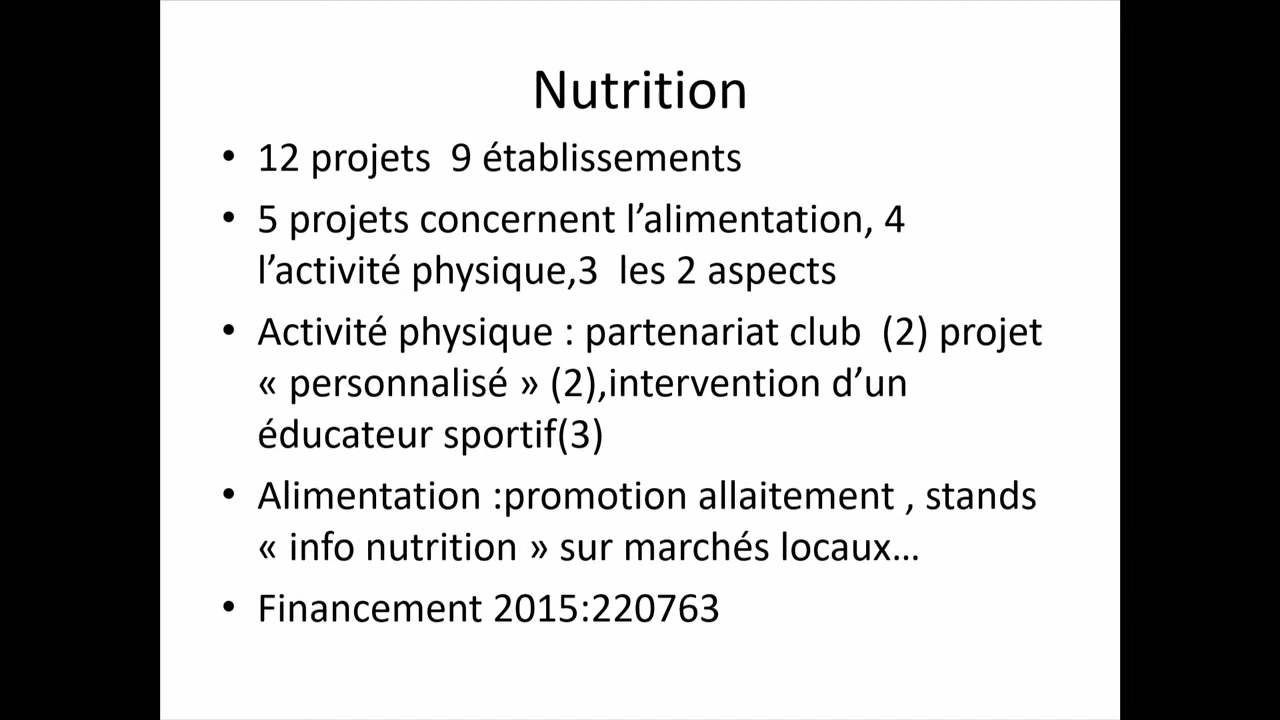 Nutrition
• 12 projets  9 établissements
• 5 projets concernent l’alimentation, 4
l’activité physique,3  les 2 aspects
• Activité physique : partenariat club  (2) projet
« personnalisé » (2),intervention d’un
éducateur sportif(3)
• Alimentation :promotion allaitement , stands
« info nutrition » sur marchés locaux…
• Financement 2015:220763